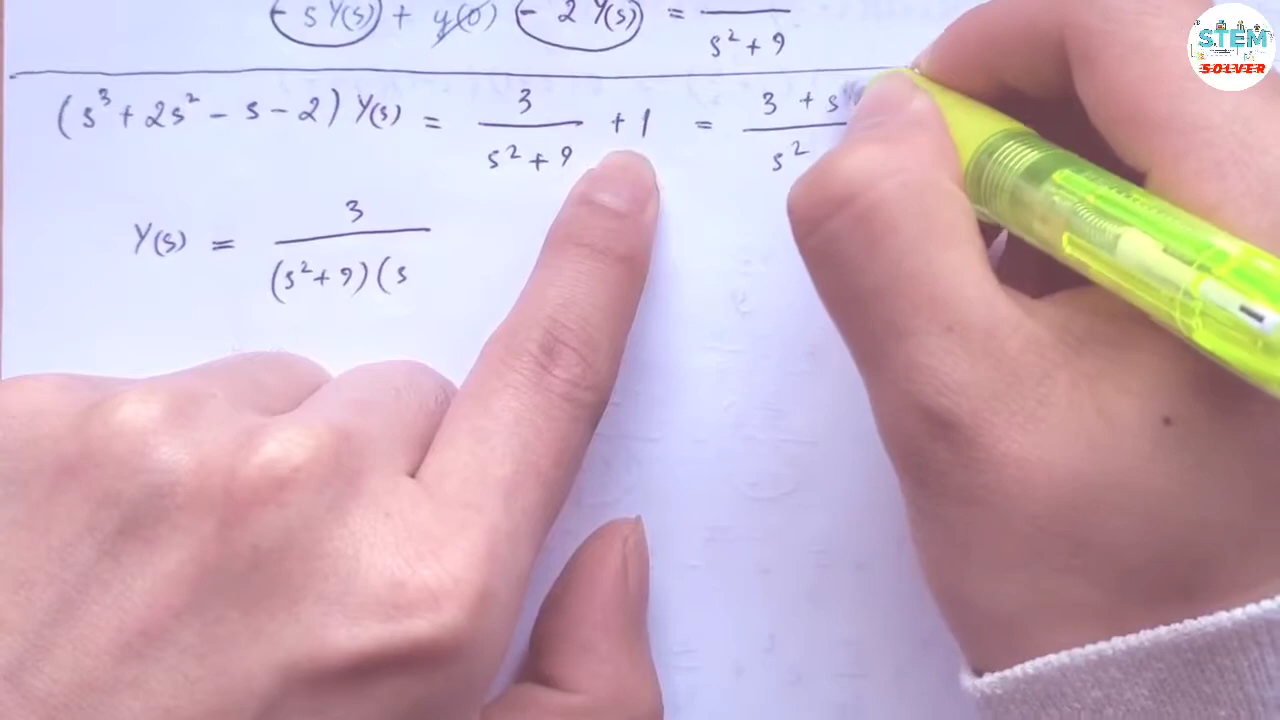 - s Y(s) + y(0) - 2 Y(s) = ― / s² + 9
(s³ + 2s² - s - 2) Y(s) = 3 / s² + 9 + 1 = 3 + s / s²
Y(s) = 3 / (s² + 9)(s
STEM
SOLVER